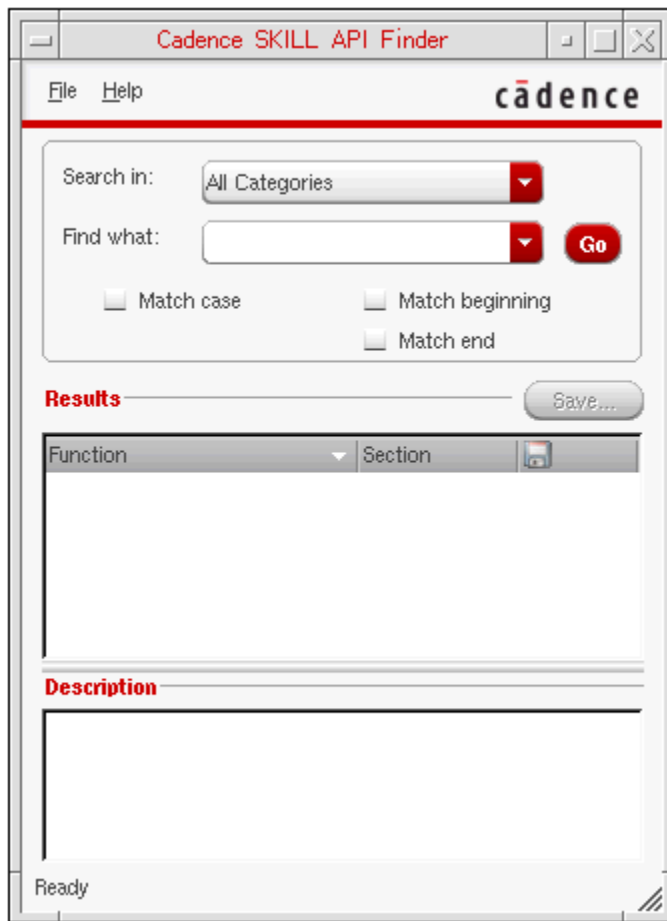 Cadence SKILL API Finder
File Help
cādence
Search in: All Categories
Find what: Go
Match case Match beginning
Match end
Results Save...
Function Section
Description
Ready